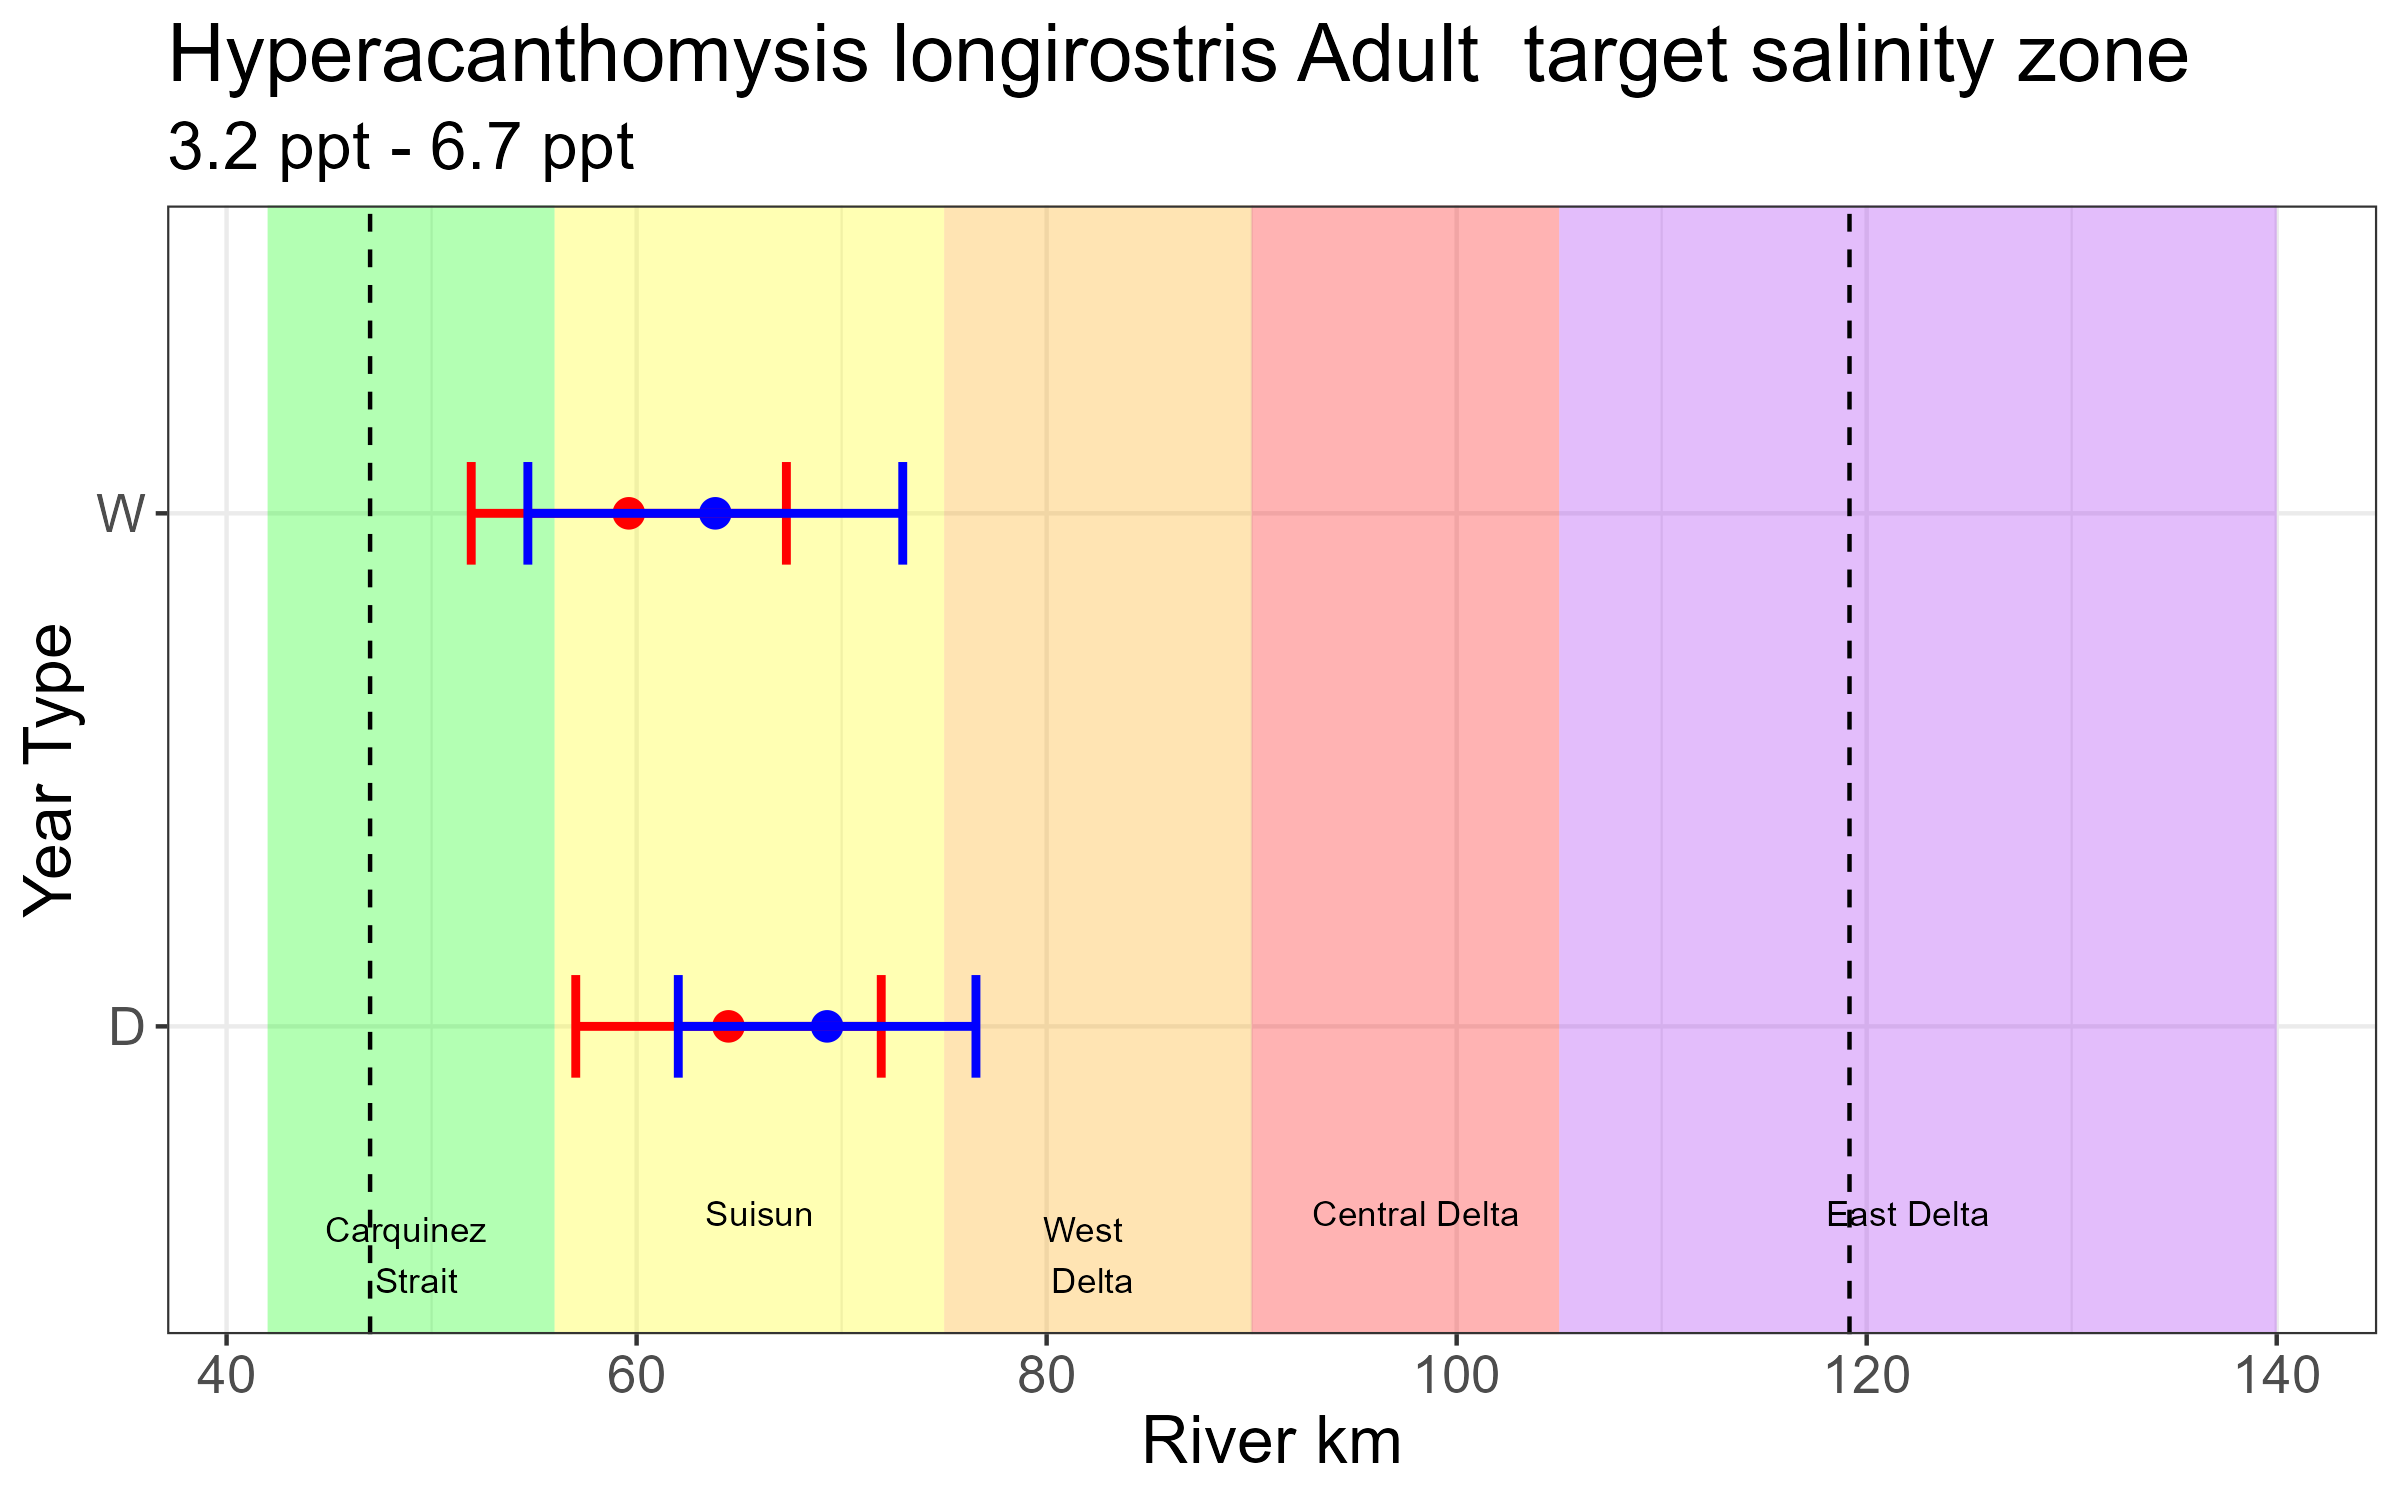 Hyperacanthomysis longirostris Adult  target salinity zone
3.2 ppt - 6.7 ppt
Year Type
W
D
Carquinez
Strait
Suisun
West
Delta
Central Delta
East Delta
40 60 80 100 120 140
River km